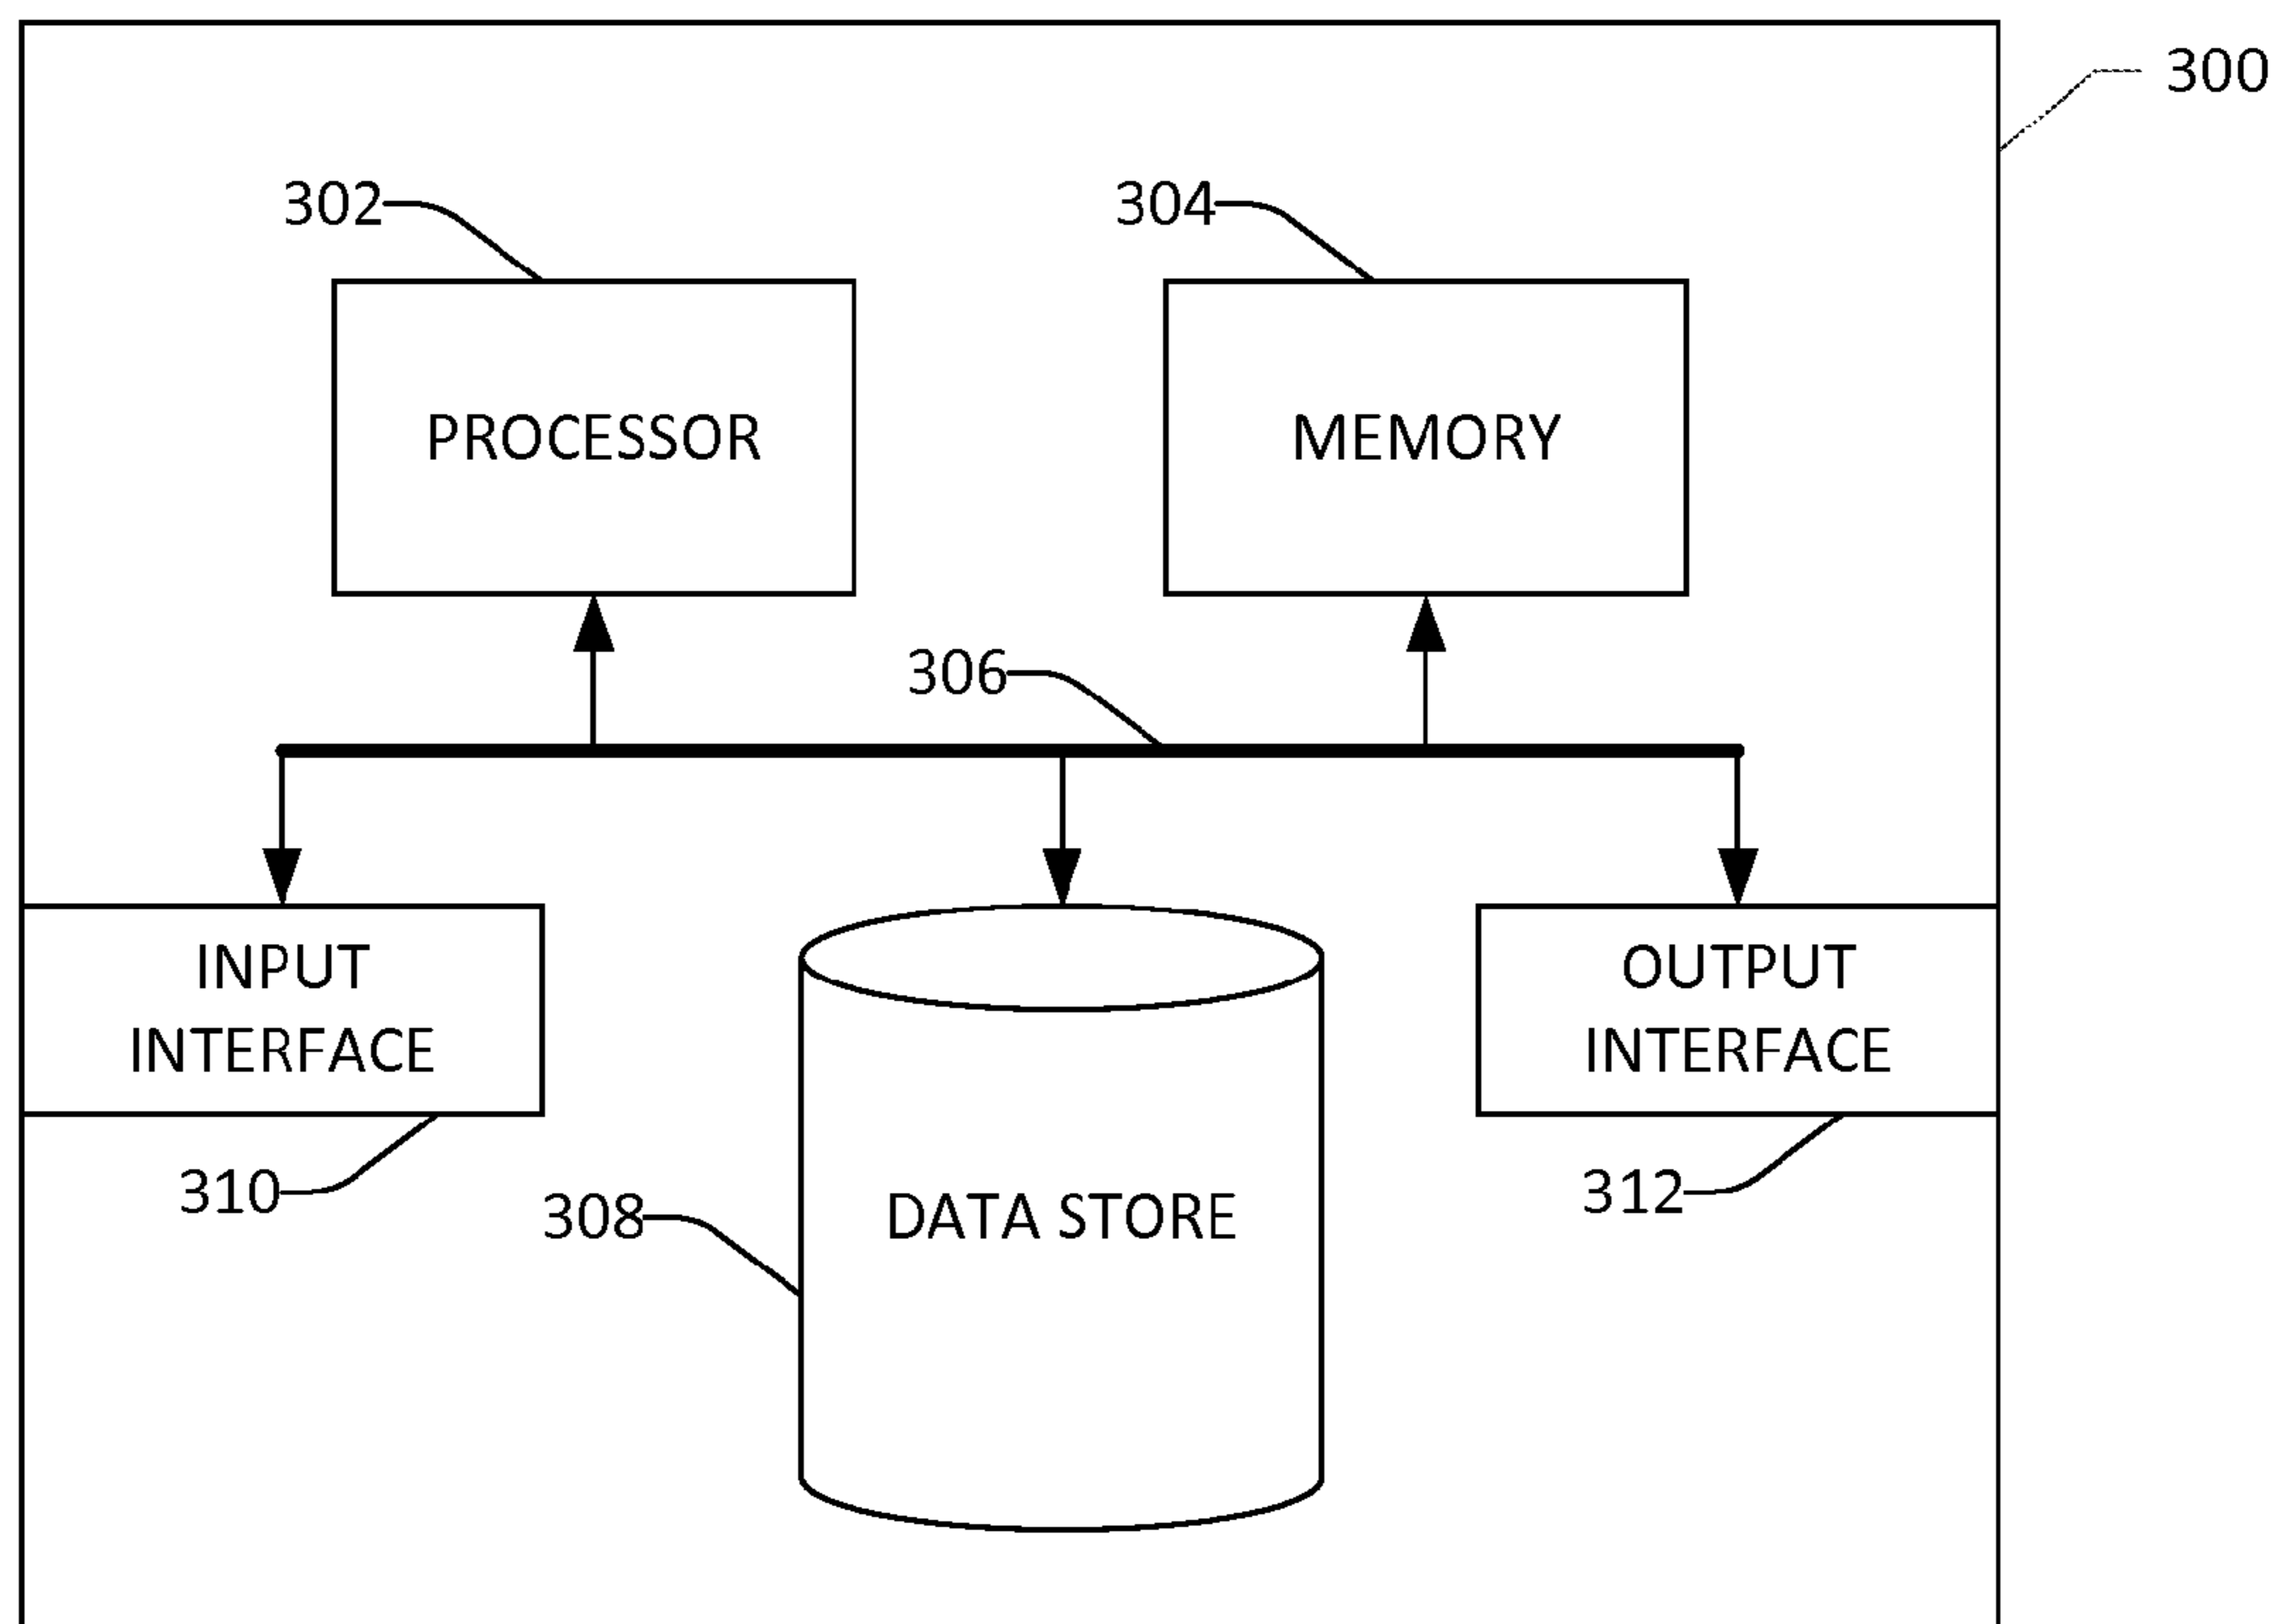 300
302
304
PROCESSOR
MEMORY
306
INPUT
INTERFACE
OUTPUT
INTERFACE
310
308
DATA STORE
312